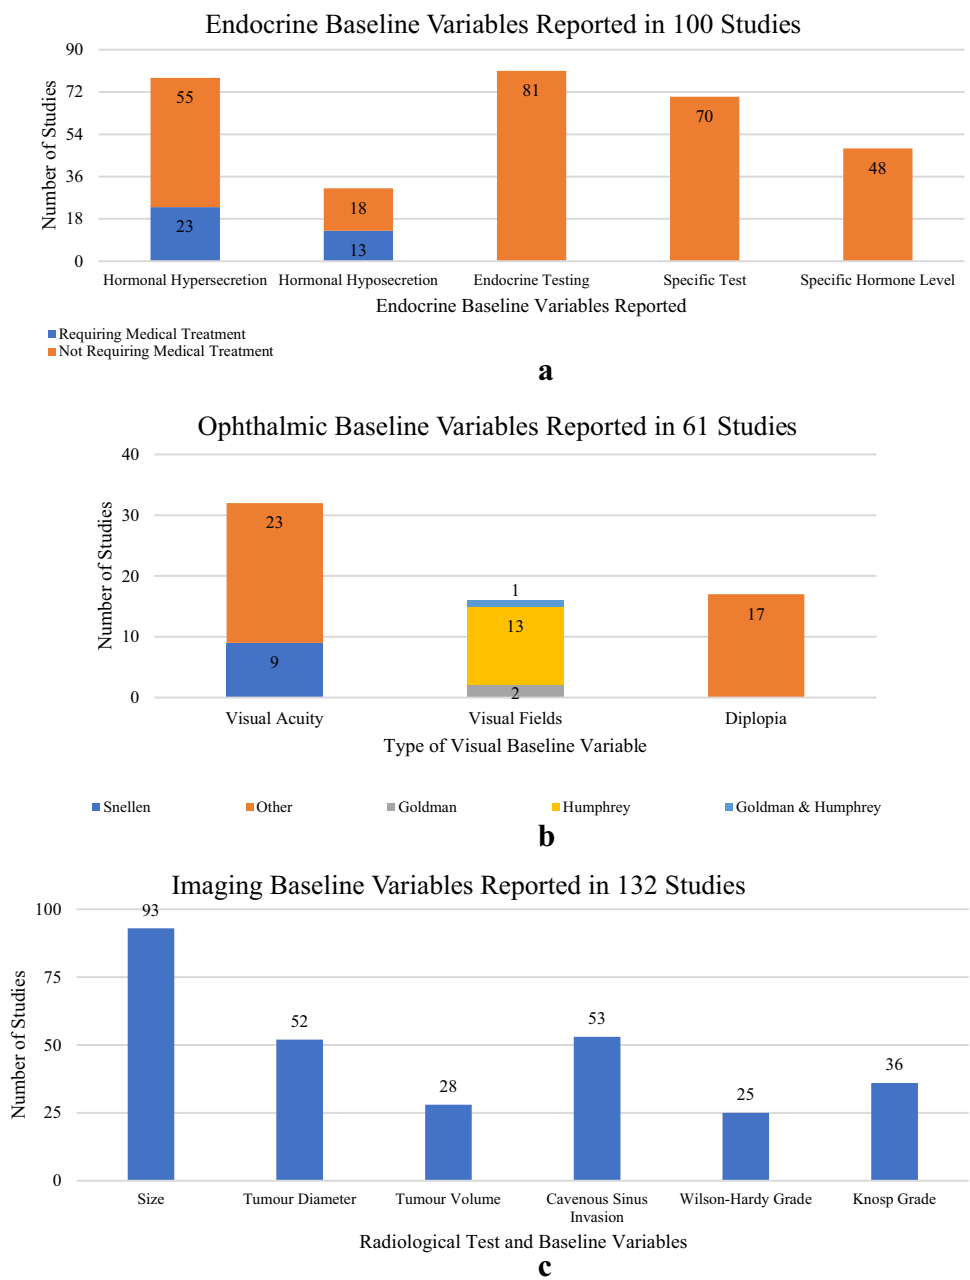 Endocrine Baseline Variables Reported in 100 Studies
Number of Studies
90
72
54
36
18
0
55
23
18
13
81
70
48
Hormonal Hypersecretion
Hormonal Hyposecretion
Endocrine Testing
Specific Test
Specific Hormone Level
Endocrine Baseline Variables Reported
Requiring Medical Treatment
Not Requiring Medical Treatment
a
Ophthalmic Baseline Variables Reported in 61 Studies
Number of Studies
40
30
20
10
0
23
9
1
13
2
17
Visual Acuity
Visual Fields
Diplopia
Type of Visual Baseline Variable
Snellen
Other
Goldman
Humphrey
Goldman & Humphrey
b
Imaging Baseline Variables Reported in 132 Studies
Number of Studies
100
75
50
25
0
93
52
28
53
25
36
Size
Tumour Diameter
Tumour Volume
Cavenous Sinus
Invasion
Wilson-Hardy Grade
Knosp Grade
Radiological Test and Baseline Variables
c